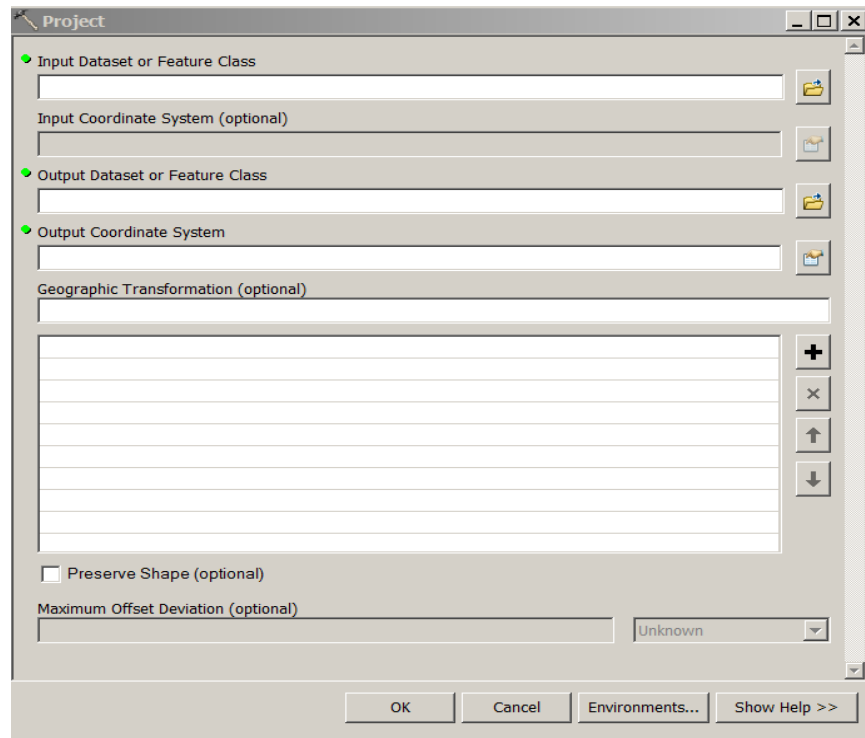 Project
Input Dataset or Feature Class
Input Coordinate System (optional)
Output Dataset or Feature Class
Output Coordinate System
Geographic Transformation (optional)
Preserve Shape (optional)
Maximum Offset Deviation (optional)
Unknown
OK Cancel Environments... Show Help >>